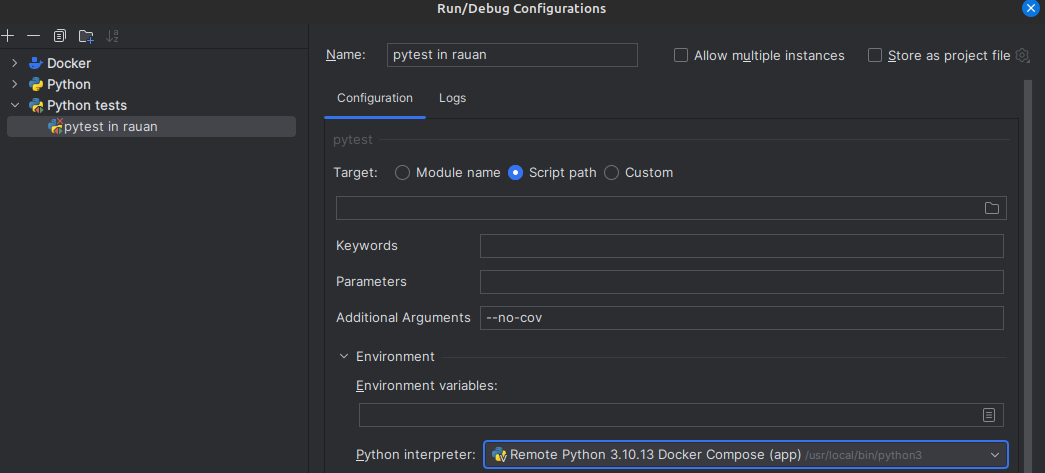 Run/Debug Configurations
Docker
Python
Python tests
pytest in rauan
Name: pytest in rauan Allow multiple instances Store as project file
Configuration Logs
pytest
Target: Module name Script path Custom
Keywords
Parameters
Additional Arguments --no-cov
Environment
Environment variables:
Python interpreter: Remote Python 3.10.13 Docker Compose (app) /usr/local/bin/python3